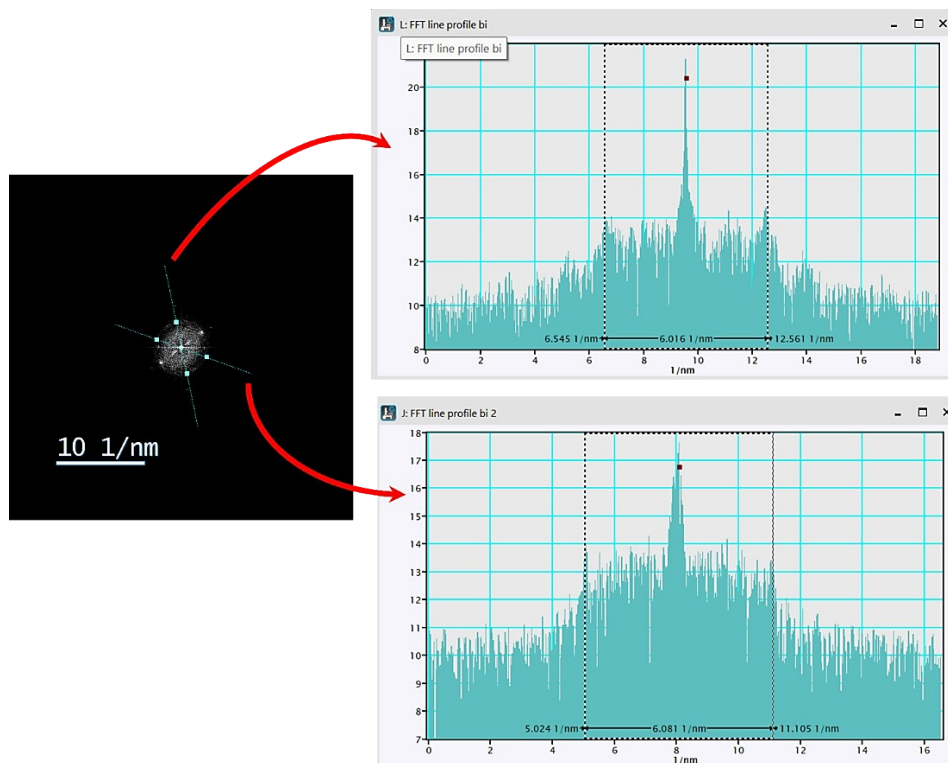 L: FFT line profile bi
L: FFT line profile bi
20
18
16
14
12
10
8
6.545 1/nm 6.016 1/nm 12.561 1/nm
0 2 4 6 8 10 12 14 16 18
1/nm
10 1/nm
J: FFT line profile bi 2
18
17
16
15
14
13
12
11
10
9
8
7
5.024 1/nm 6.081 1/nm 11.105 1/nm
0 2 4 6 8 10 12 14 16
1/nm